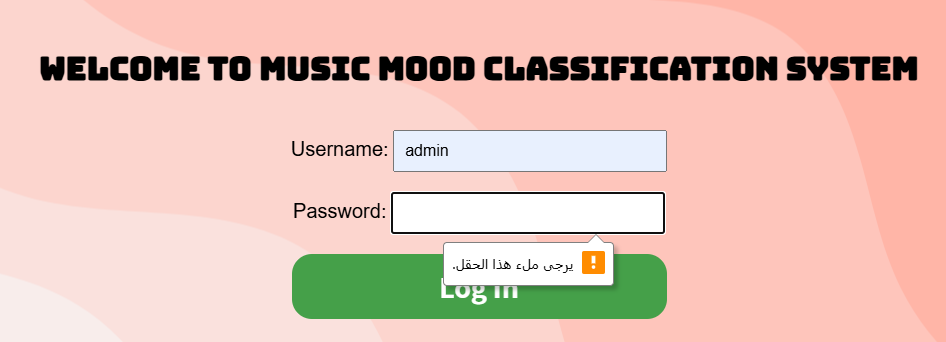 WELCOME TO MUSIC MOOD CLASSIFICATION SYSTEM
Username: admin
Password:
يرجى ملء هذا الحقل.
Log in